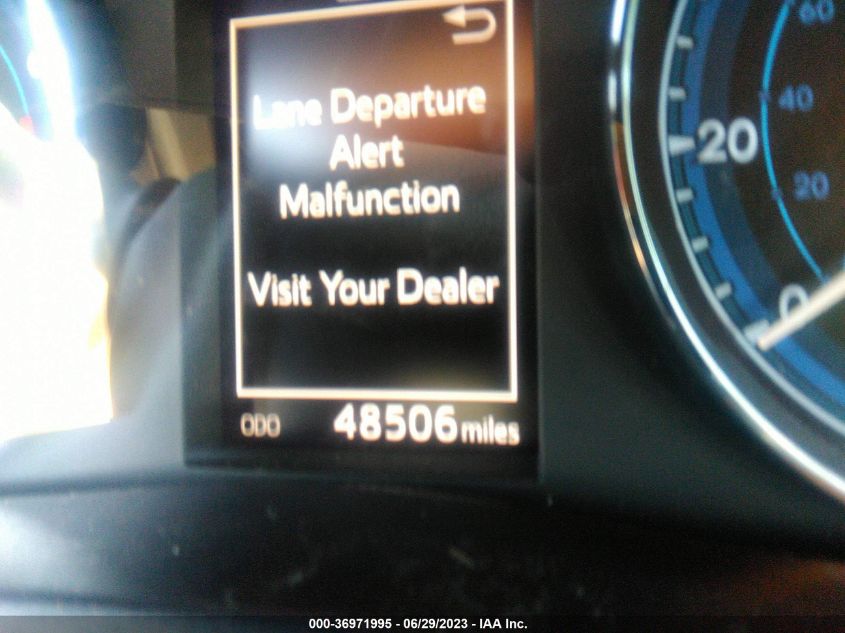 Lane Departure
Alert
Malfunction
Visit Your Dealer
ODO 48506 miles
60
40
20
20
0
000-36971995 - 06/29/2023 - IAA Inc.